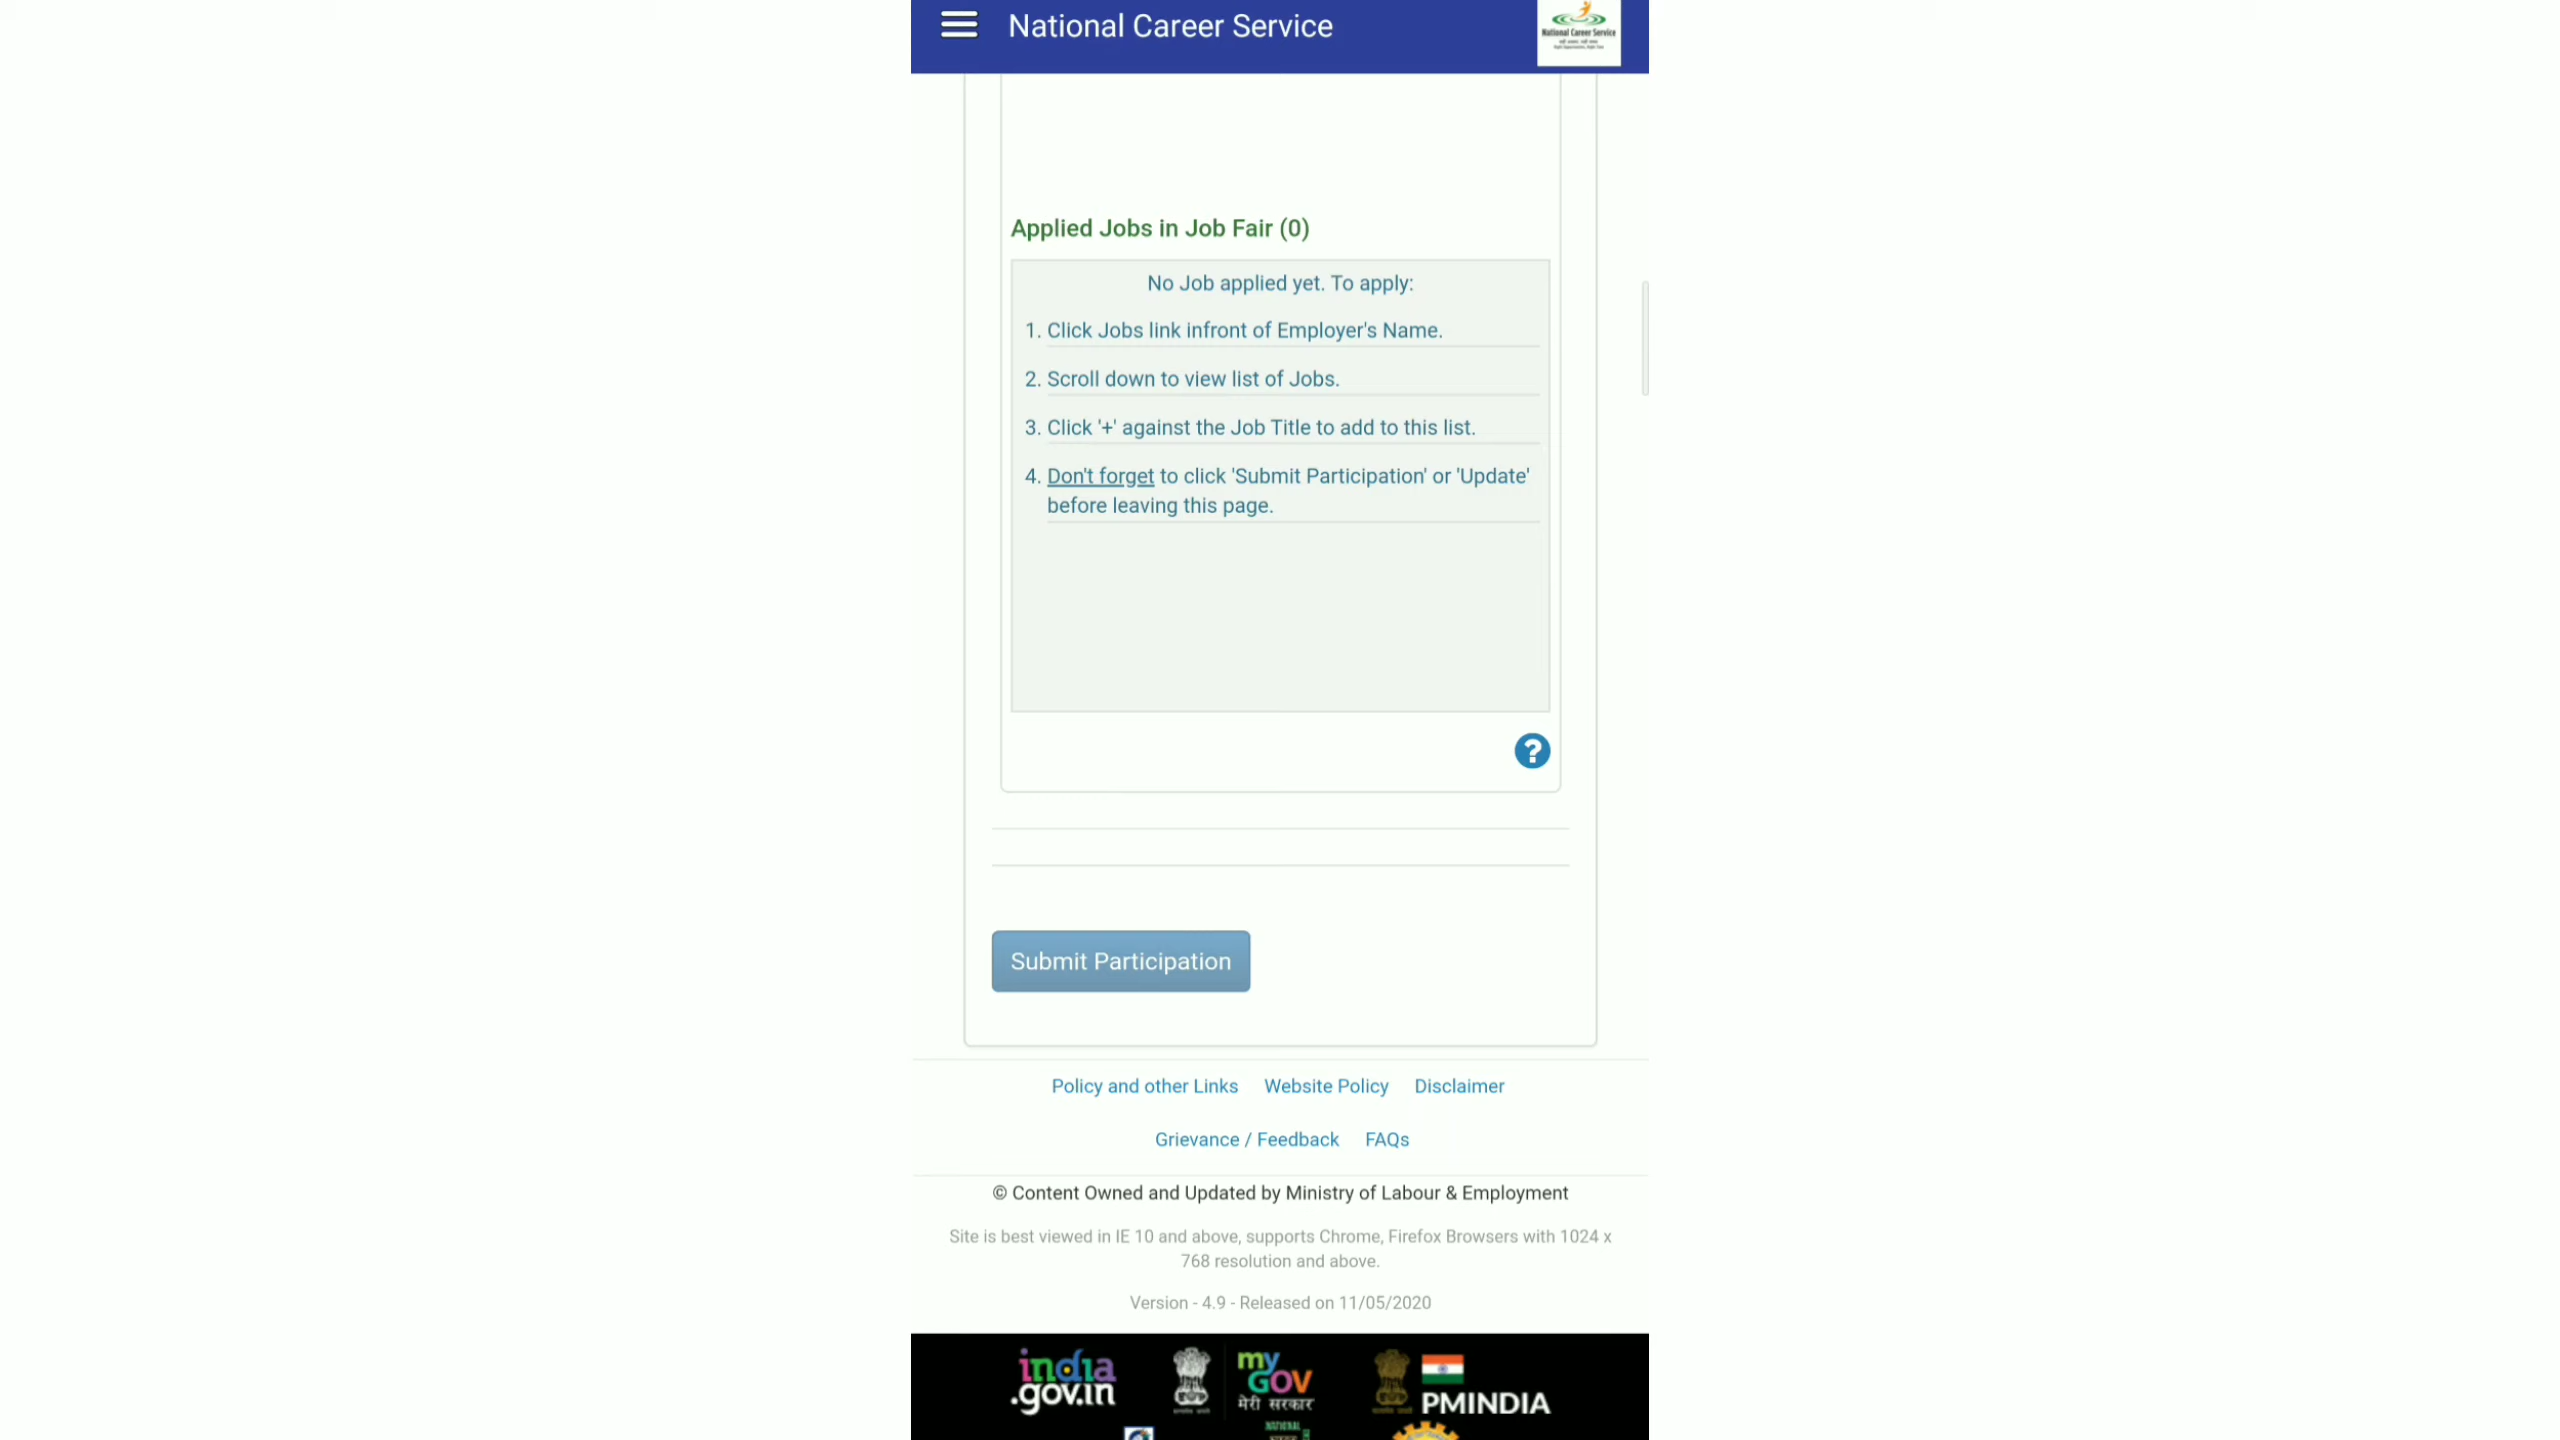 National Career Service
National Career Service
Applied Jobs in Job Fair (0)
No Job applied yet. To apply:
1. Click Jobs link infront of Employer's Name.
2. Scroll down to view list of Jobs.
3. Click '+' against the Job Title to add to this list.
4. Don't forget to click 'Submit Participation' or 'Update'
before leaving this page.
?
Submit Participation
Policy and other Links Website Policy Disclaimer
Grievance / Feedback FAQs
© Content Owned and Updated by Ministry of Labour & Employment
Site is best viewed in IE 10 and above, supports Chrome, Firefox Browsers with 1024 x
768 resolution and above.
Version - 4.9 - Released on 11/05/2020
india
.gov.in
my
GOV
मेरी सरकार
PMINDIA
NATIONAL